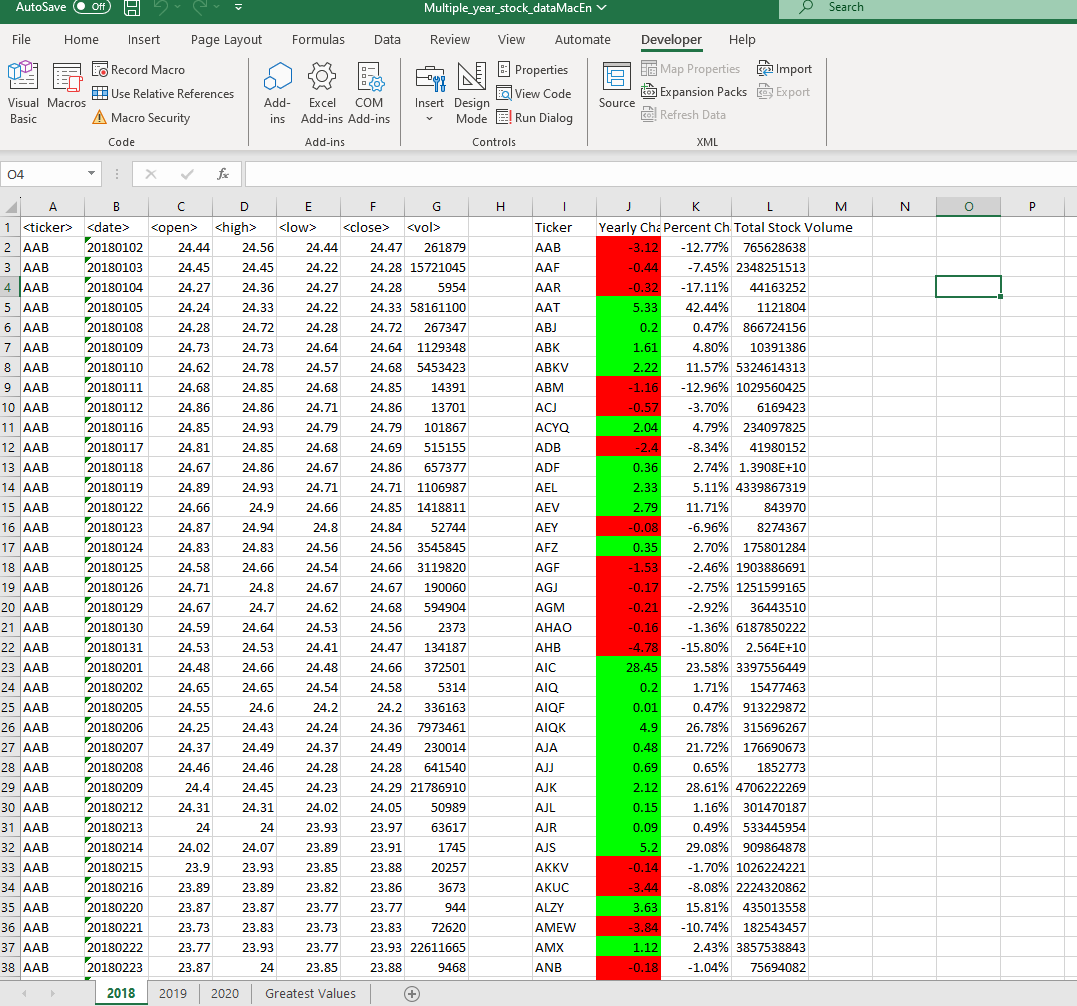 AutoSave Off Multiple_year_stock_dataMacEn Search
File Home Insert Page Layout Formulas Data Review View Automate Developer Help
Visual Basic
Macros
Record Macro
Use Relative References
Macro Security
Code
Add-ins
Excel Add-ins
COM Add-ins
Add-ins
Insert
Design Mode
Properties
View Code
Run Dialog
Controls
Source
Map Properties
Expansion Packs
Refresh Data
Import
Export
XML
O4 fx
A B C D E F G H I J K L M N O P
1 <ticker> <date> <open> <high> <low> <close> <vol> Ticker Yearly Cha Percent Ch Total Stock Volume
2 AAB 20180102 24.44 24.56 24.44 24.47 261879 AAB -3.12 -12.77% 765628638
3 AAB 20180103 24.45 24.45 24.22 24.28 15721045 AAF -0.44 -7.45% 2348251513
4 AAB 20180104 24.27 24.36 24.27 24.28 5954 AAR -0.32 -17.11% 44163252
5 AAB 20180105 24.24 24.33 24.22 24.33 58161100 AAT 5.33 42.44% 1121804
6 AAB 20180108 24.28 24.72 24.28 24.72 267347 ABJ 0.2 0.47% 866724156
7 AAB 20180109 24.73 24.73 24.64 24.64 1129348 ABK 1.61 4.80% 10391386
8 AAB 20180110 24.62 24.78 24.57 24.68 5453423 ABKV 2.22 11.57% 5324614313
9 AAB 20180111 24.68 24.85 24.68 24.85 14391 ABM -1.16 -12.96% 1029560425
10 AAB 20180112 24.86 24.86 24.71 24.86 13701 ACJ -0.57 -3.70% 6169423
11 AAB 20180116 24.85 24.93 24.79 24.79 101867 ACYQ 2.04 4.79% 234097825
12 AAB 20180117 24.81 24.85 24.68 24.69 515155 ADB -2.4 -8.34% 41980152
13 AAB 20180118 24.67 24.86 24.67 24.86 657377 ADF 0.36 2.74% 1.3908E+10
14 AAB 20180119 24.89 24.93 24.71 24.71 1106987 AEL 2.33 5.11% 4339867319
15 AAB 20180122 24.66 24.9 24.66 24.85 1418811 AEV 2.79 11.71% 843970
16 AAB 20180123 24.87 24.94 24.8 24.84 52744 AEY -0.08 -6.96% 8274367
17 AAB 20180124 24.83 24.83 24.56 24.56 3545845 AFZ 0.35 2.70% 175801284
18 AAB 20180125 24.58 24.66 24.54 24.66 3119820 AGF -1.53 -2.46% 1903886691
19 AAB 20180126 24.71 24.8 24.67 24.67 190060 AGJ -0.17 -2.75% 1251599165
20 AAB 20180129 24.67 24.7 24.62 24.68 594904 AGM -0.21 -2.92% 36443510
21 AAB 20180130 24.59 24.64 24.53 24.56 2373 AHAO -0.16 -1.36% 6187850222
22 AAB 20180131 24.53 24.53 24.41 24.47 134187 AHB -4.78 -15.80% 2.564E+10
23 AAB 20180201 24.48 24.66 24.48 24.66 372501 AIC 28.45 23.58% 3397556449
24 AAB 20180202 24.65 24.65 24.54 24.58 5314 AIQ 0.2 1.71% 15477463
25 AAB 20180205 24.55 24.6 24.2 24.2 336163 AIQF 0.01 0.47% 913229872
26 AAB 20180206 24.25 24.43 24.24 24.36 7973461 AIQK 4.9 26.78% 315696267
27 AAB 20180207 24.37 24.49 24.37 24.49 230014 AJA 0.48 21.72% 176690673
28 AAB 20180208 24.46 24.46 24.28 24.28 641540 AJJ 0.69 0.65% 1852773
29 AAB 20180209 24.4 24.45 24.23 24.29 21786910 AJK 2.12 28.61% 4706222269
30 AAB 20180212 24.31 24.31 24.02 24.05 50989 AJL 0.15 1.16% 301470187
31 AAB 20180213 24 24 23.93 23.97 63617 AJR 0.09 0.49% 533445954
32 AAB 20180214 24.02 24.07 23.89 23.91 1745 AJS 5.2 29.08% 909864878
33 AAB 20180215 23.9 23.93 23.85 23.88 20257 AKKV -0.14 -1.70% 1026224221
34 AAB 20180216 23.89 23.89 23.82 23.86 3673 AKUC -3.44 -8.08% 2224320862
35 AAB 20180220 23.87 23.87 23.77 23.77 944 ALZY 3.63 15.81% 435013558
36 AAB 20180221 23.73 23.83 23.73 23.83 72620 AMEW -3.84 -10.74% 182543457
37 AAB 20180222 23.77 23.93 23.77 23.93 22611665 AMX 1.12 2.43% 3857538843
38 AAB 20180223 23.87 24 23.85 23.88 9468 ANB -0.18 -1.04% 75694082
2018 2019 2020 Greatest Values